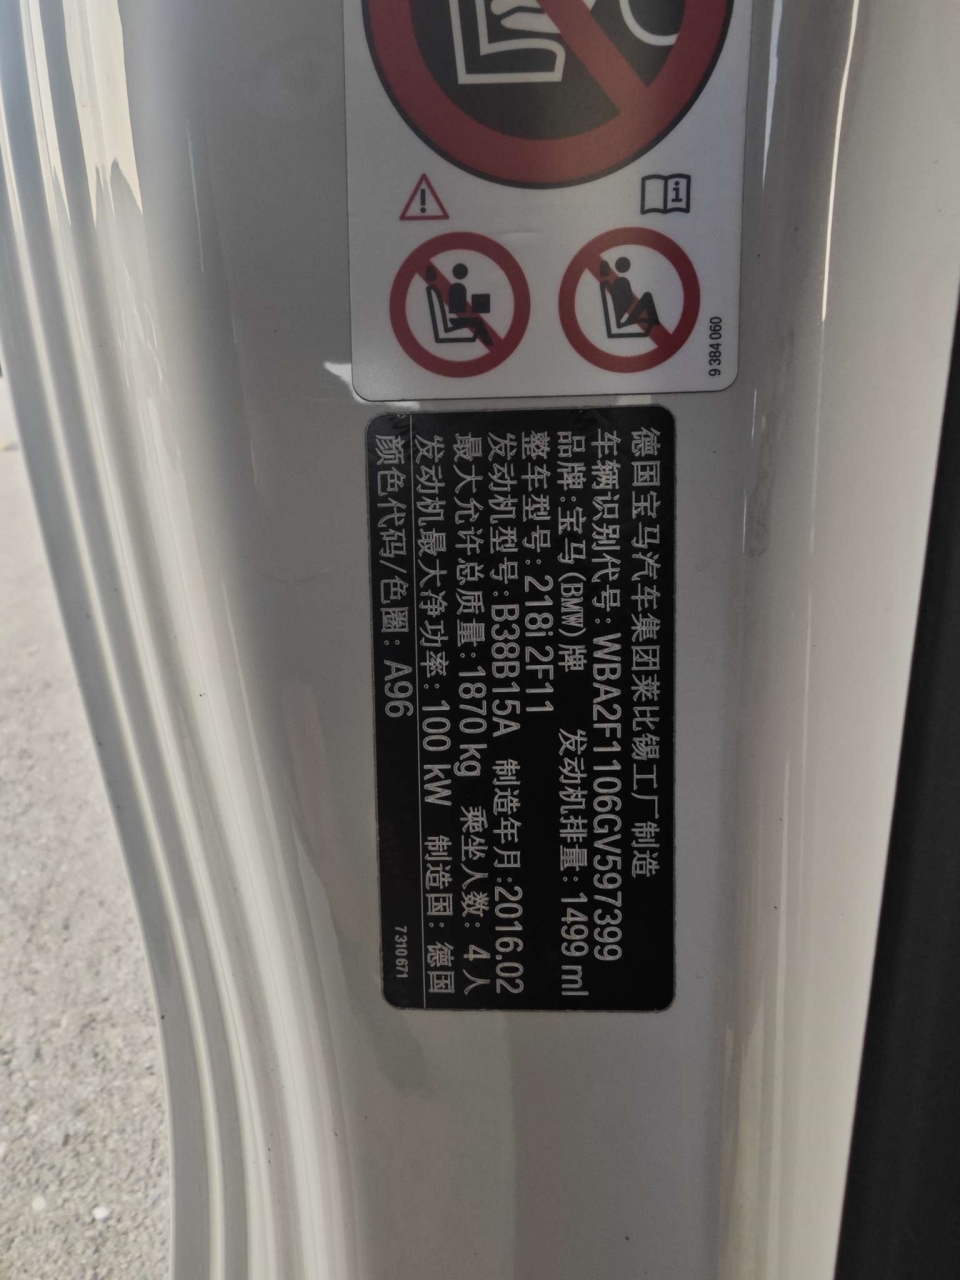 9 384 060
德国宝马汽车集团莱比锡工厂制造
车辆识别代号:WBA2F1106GV597399
品牌:宝马(BMW)牌 发动机排量:1499 ml
整车型号:218i 2F11
发动机型号:B38B15A 制造年月:2016.02
最大允许总质量:1870 kg 乘坐人数: 4 人
发动机最大净功率:100 kW 制造国: 德国
颜色代码/色圈: A96
7 310 671